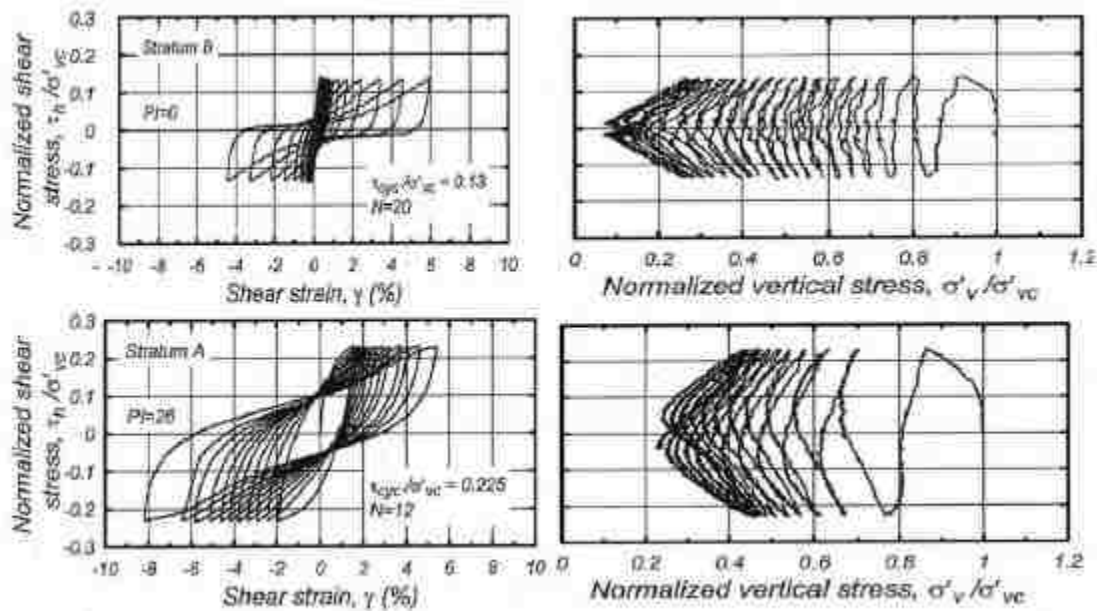 0.3
0.2
0.1
0
-0.1
-0.2
0.3
Normalized shear
stress, τh/σ'vc
Stratum B
PI=0
τcyc/σ'vc = 0.13
N=20
-10 -8 -6 -4 -2 0 2 4 6 8 10
Shear strain, γ (%)
0 0.2 0.4 0.6 0.8 1 1.2
Normalized vertical stress, σ'v/σ'vc
0.3
0.2
0.1
0
-0.1
-0.2
-0.3
Normalized shear
stress, τh/σ'vc
Stratum A
PI=26
τcyc/σ'vc = 0.225
N=12
-10 -8 -6 -4 -2 0 2 4 6 8 10
Shear strain, γ (%)
0 0.2 0.4 0.6 0.8 1 1.2
Normalized vertical stress, σ'v/σ'vc